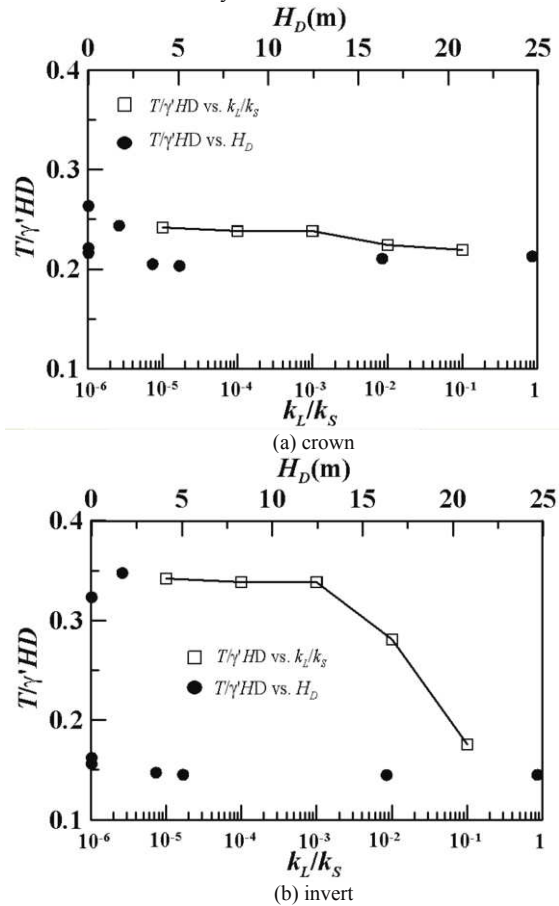 H_D(m)
0 5 10 15 20 25
0.4
T/γ'HD vs. k_L/k_S
T/γ'HD vs. H_D
0.3
T/γ'HD
0.2
0.1
10^-6 10^-5 10^-4 10^-3 10^-2 10^-1 1
k_L/k_S
(a) crown
H_D(m)
0 5 10 15 20 25
0.4
0.3
T/γ'HD vs. k_L/k_S
T/γ'HD vs. H_D
T/γ'HD
0.2
0.1
10^-6 10^-5 10^-4 10^-3 10^-2 10^-1 1
k_L/k_S
(b) invert